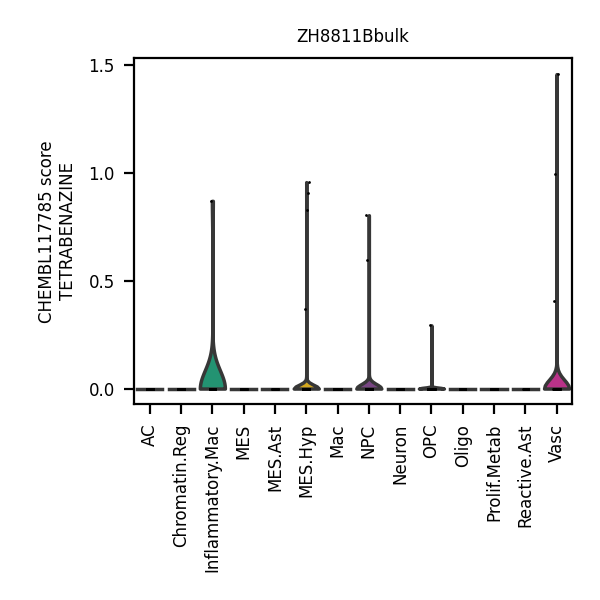 ZH8811Bbulk
CHEMBL117785 score
TETRABENAZINE
1.5
1.0
0.5
0.0
AC
Chromatin.Reg
Inflammatory.Mac
MES
MES.Ast
MES.Hyp
Mac
NPC
Neuron
OPC
Oligo
Prolif.Metab
Reactive.Ast
Vasc